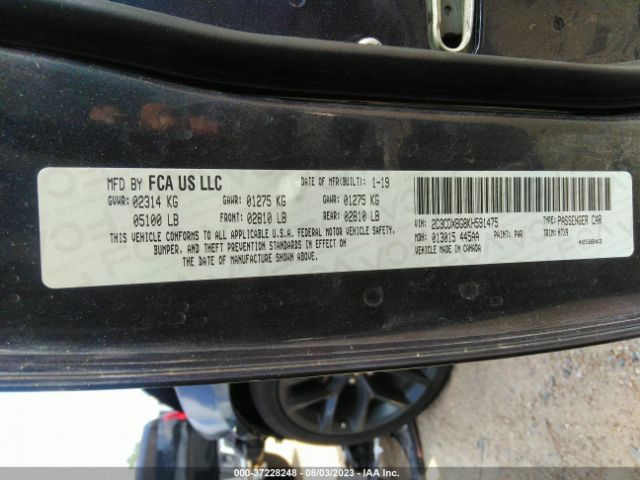 MFD BY FCA US LLC DATE OF MFR(BUILT): 1-19
GVWR: 02314 KG GAWR: 01275 KG GAWR: 01275 KG
05100 LB FRONT: 02810 LB REAR: 02810 LB
THIS VEHICLE CONFORMS TO ALL APPLICABLE U.S.A. FEDERAL MOTOR VEHICLE SAFETY,
BUMPER, AND THEFT PREVENTION STANDARDS IN EFFECT ON
THE DATE OF MANUFACTURE SHOWN ABOVE.
VIN: 2C3CDXBG8KH591475 TYPE: PASSENGER CAR
MDH: 013015 445AA PAINT: PAR TRIM: HTX9
VEHICLE MADE IN CANADA 4650843
000-37228248 - 08/03/2023 - IAA Inc.